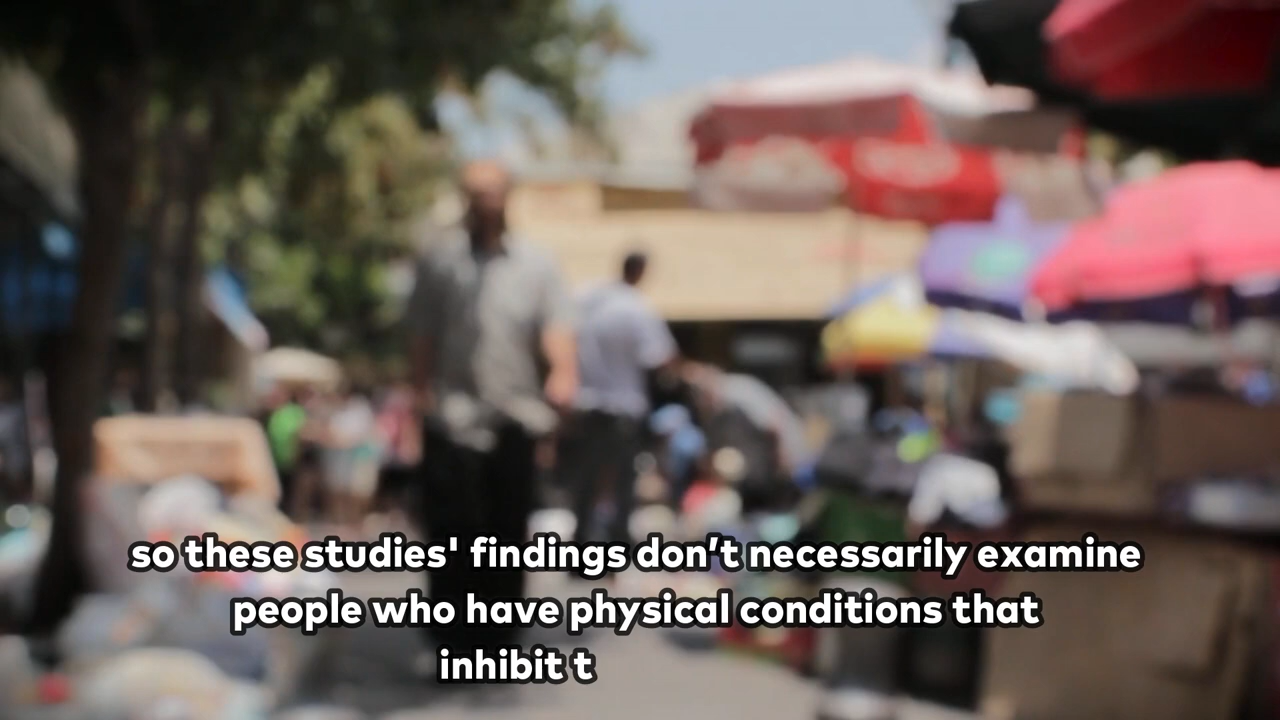 so these studies' findings don’t necessarily examine
people who have physical conditions that
inhibit t